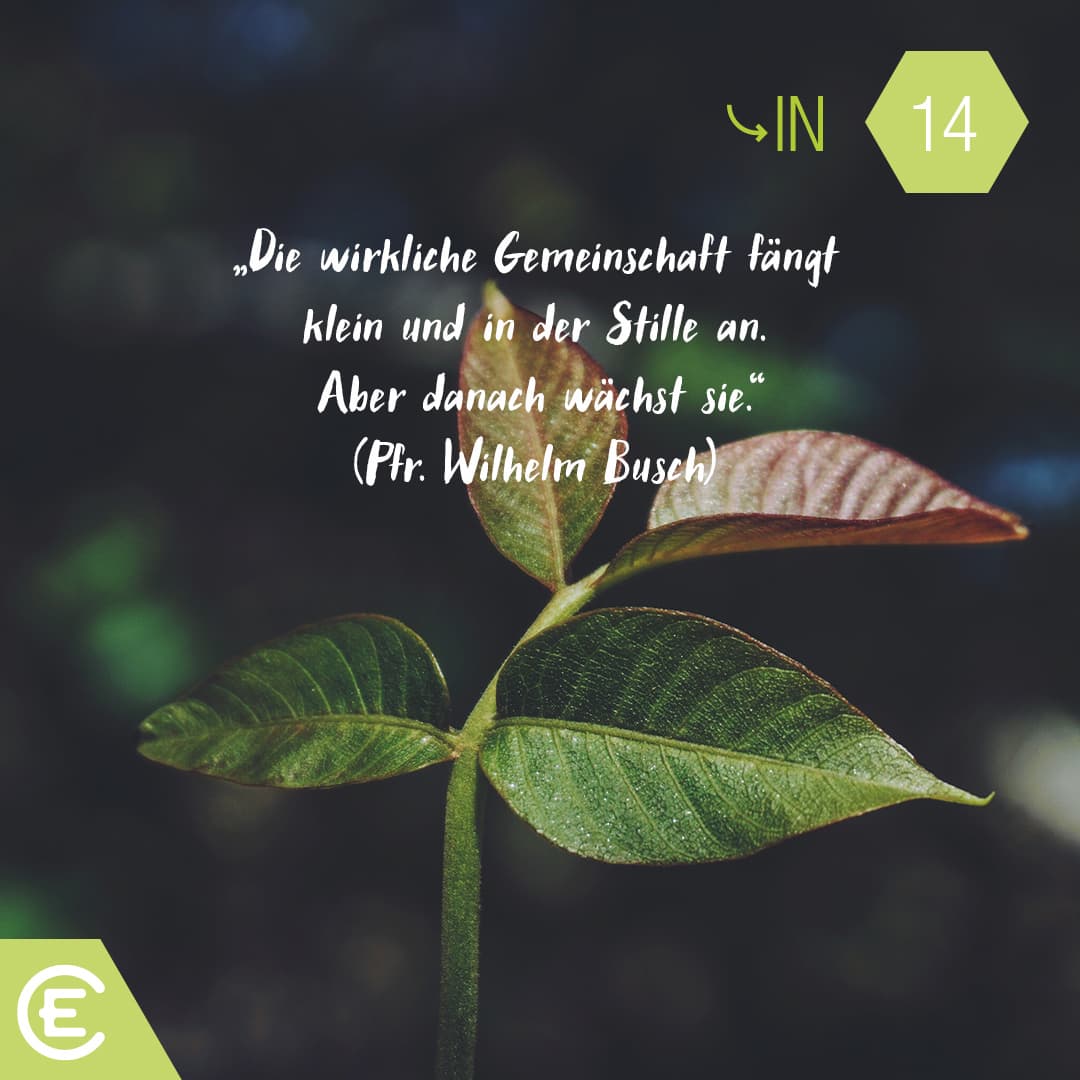 IN 14
„Die wirkliche Gemeinschaft fängt
klein und in der Stille an.
Aber danach wächst sie.“
(Pfr. Wilhelm Busch)
EC